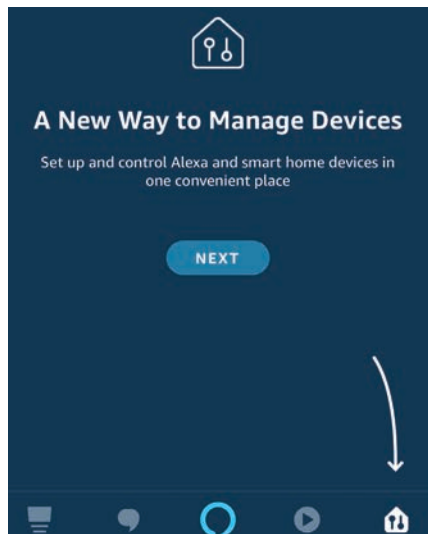 A New Way to Manage Devices
Set up and control Alexa and smart home devices in
one convenient place
NEXT